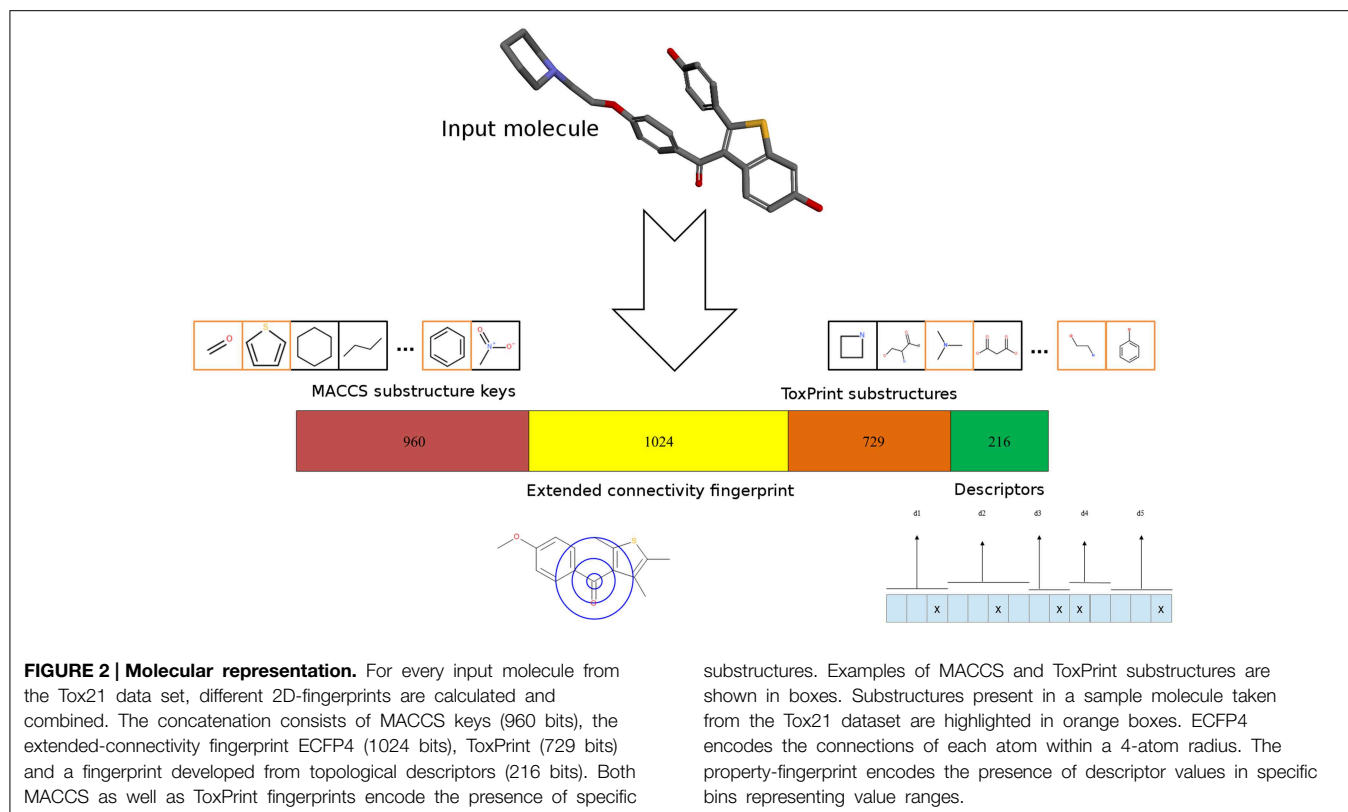 Input molecule
S
O
...
N+
O
O-
MACCS substructure keys
N
N
...
ToxPrint substructures
960
1024
729
216
Extended connectivity fingerprint
Descriptors
d1
d2
d3
d4
d5
O
S
O
x
x
x
x
x
FIGURE 2 | Molecular representation. For every input molecule from
the Tox21 data set, different 2D-fingerprints are calculated and
combined. The concatenation consists of MACCS keys (960 bits), the
extended-connectivity fingerprint ECFP4 (1024 bits), ToxPrint (729 bits)
and a fingerprint developed from topological descriptors (216 bits). Both
MACCS as well as ToxPrint fingerprints encode the presence of specific
substructures. Examples of MACCS and ToxPrint substructures are
shown in boxes. Substructures present in a sample molecule taken
from the Tox21 dataset are highlighted in orange boxes. ECFP4
encodes the connections of each atom within a 4-atom radius. The
property-fingerprint encodes the presence of descriptor values in specific
bins representing value ranges.